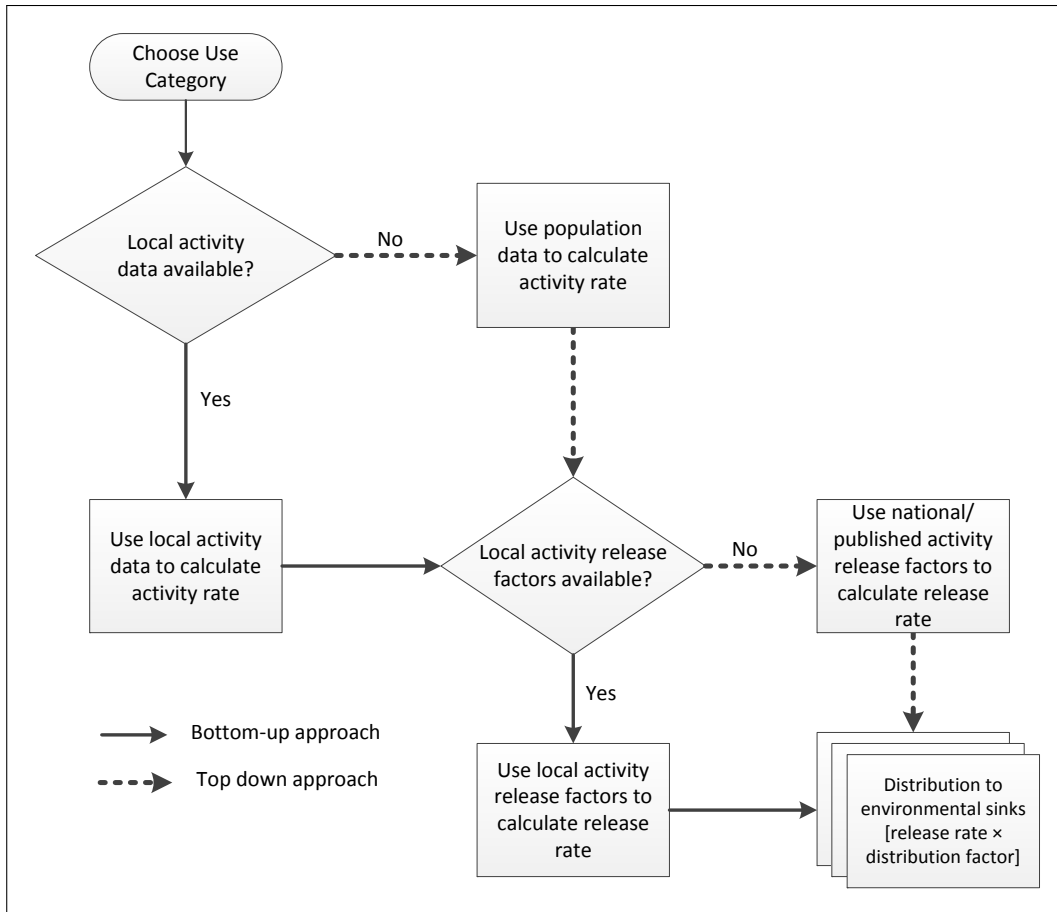 Choose Use
Category
Local activity
data available?
No
Use population
data to calculate
activity rate
Yes
Use local activity
data to calculate
activity rate
Local activity release
factors available?
No
Use national/
published activity
release factors to
calculate release
rate
Yes
Bottom-up approach
Top down approach
Use local activity
release factors to
calculate release
rate
Distribution to
environmental sinks
[release rate ×
distribution factor]